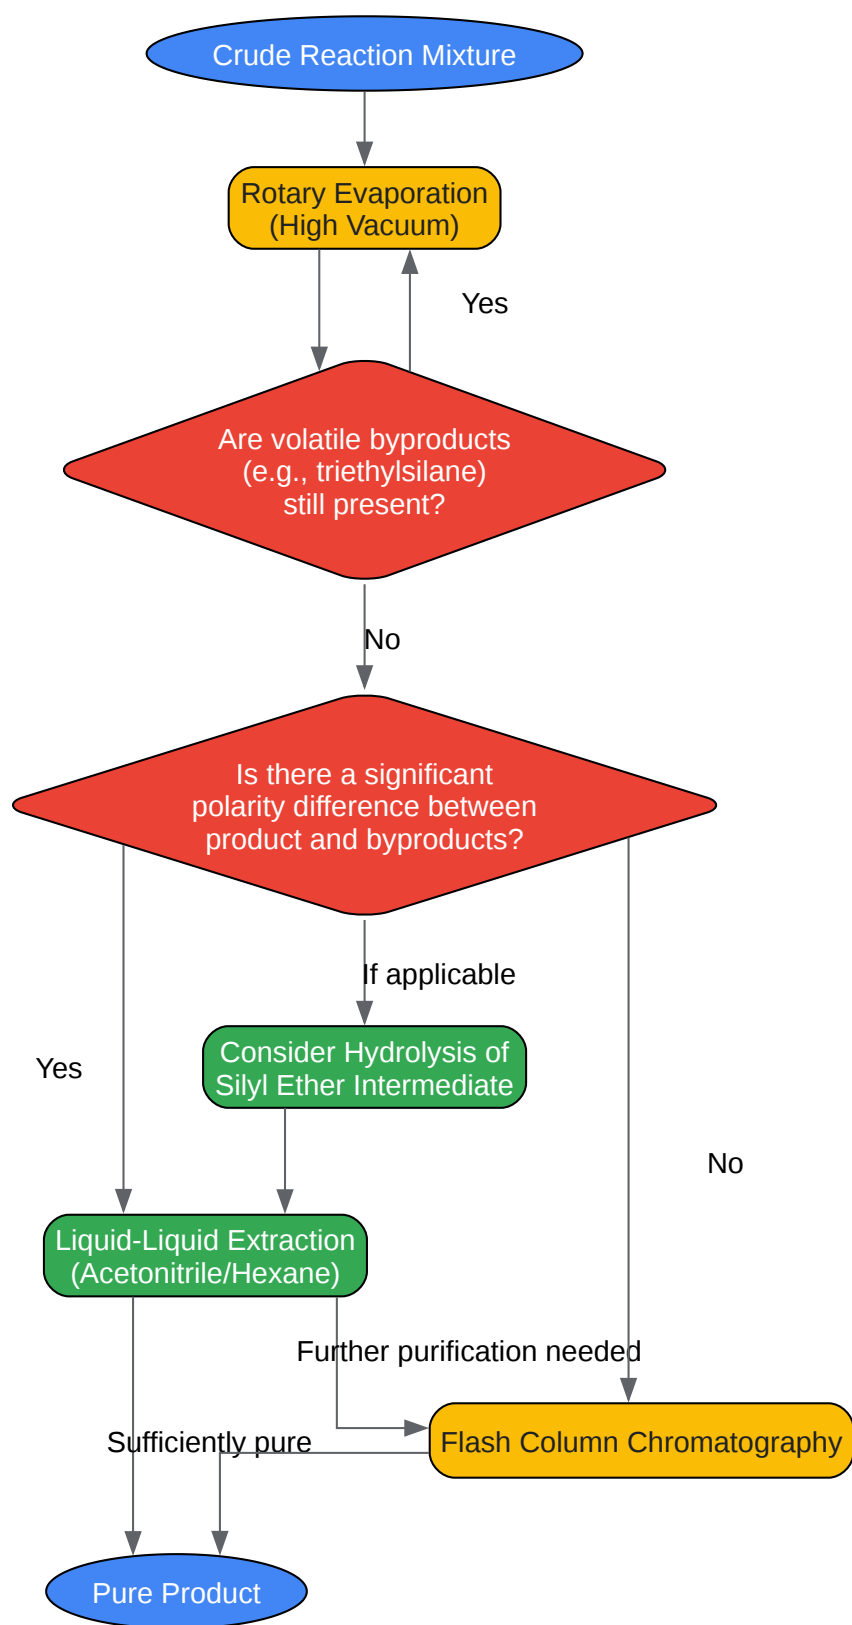 Crude Reaction Mixture
Rotary Evaporation
(High Vacuum)
Yes
Are volatile byproducts
(e.g., triethylsilane)
still present?
No
Is there a significant
polarity difference between
product and byproducts?
If applicable
Consider Hydrolysis of
Silyl Ether Intermediate
Yes
No
Liquid-Liquid Extraction
(Acetonitrile/Hexane)
Further purification needed
Sufficiently pure
Flash Column Chromatography
Pure Product